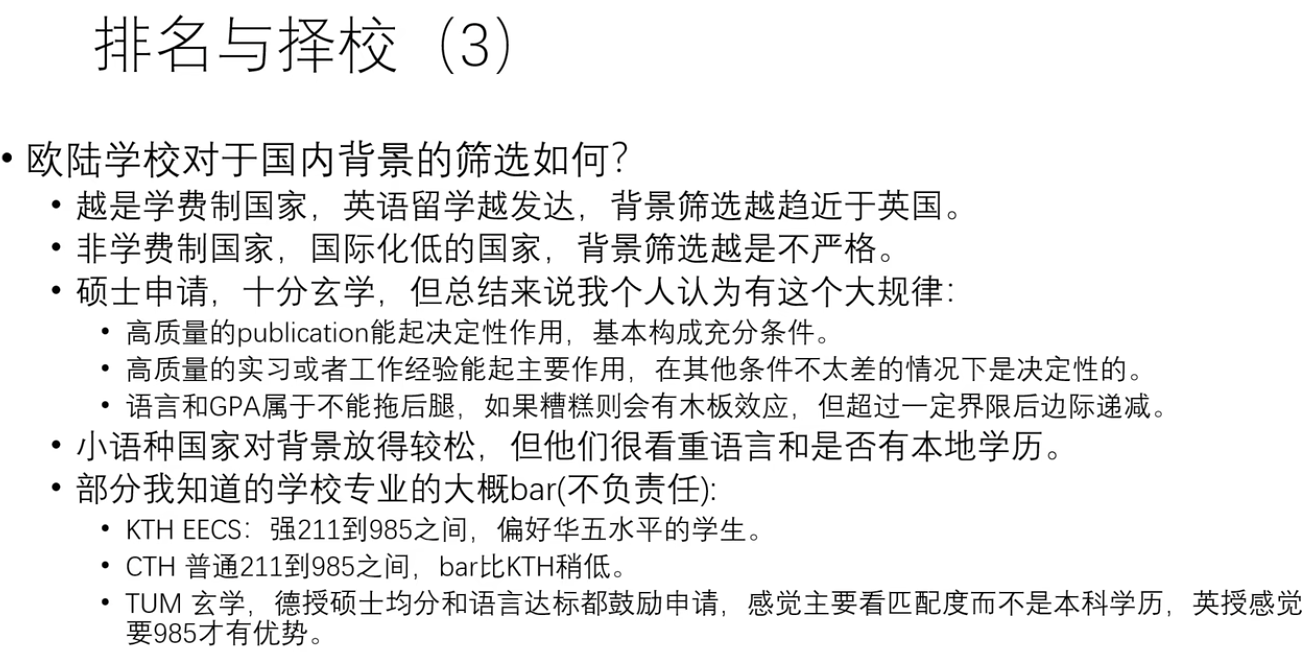 排名与择校（3）
• 欧陆学校对于国内背景的筛选如何？
• 越是学费制国家，英语留学越发达，背景筛选越趋近于英国。
• 非学费制国家，国际化低的国家，背景筛选越是不严格。
• 硕士申请，十分玄学，但总结来说我个人认为有这个大规律：
• 高质量的publication能起决定性作用，基本构成充分条件。
• 高质量的实习或者工作经验能起主要作用，在其他条件不太差的情况下是决定性的。
• 语言和GPA属于不能拖后腿，如果糟糕则会有木板效应，但超过一定界限后边际递减。
• 小语种国家对背景放得较松，但他们很看重语言和是否有本地学历。
• 部分我知道的学校专业的大概bar(不负责任):
• KTH EECS：强211到985之间，偏好华五水平的学生。
• CTH 普通211到985之间，bar比KTH稍低。
• TUM 玄学，德授硕士均分和语言达标都鼓励申请，感觉主要看匹配度而不是本科学历，英授感觉
要985才有优势。